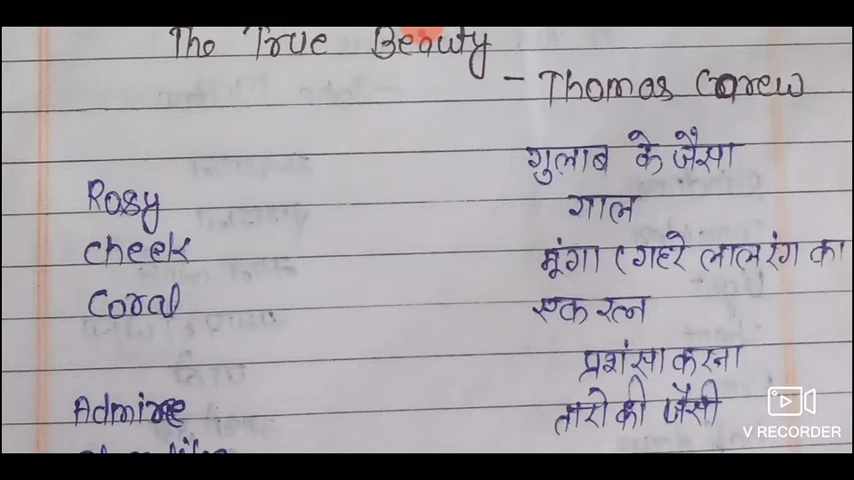 The True Beauty
- Thomas Carew
Rosy गुलाब के जैसा
cheek गाल
Coral मूंगा (गहरे लाल रंग का
एक रत्न
Admire प्रशंसा करना
तारो की जैसी
V RECORDER